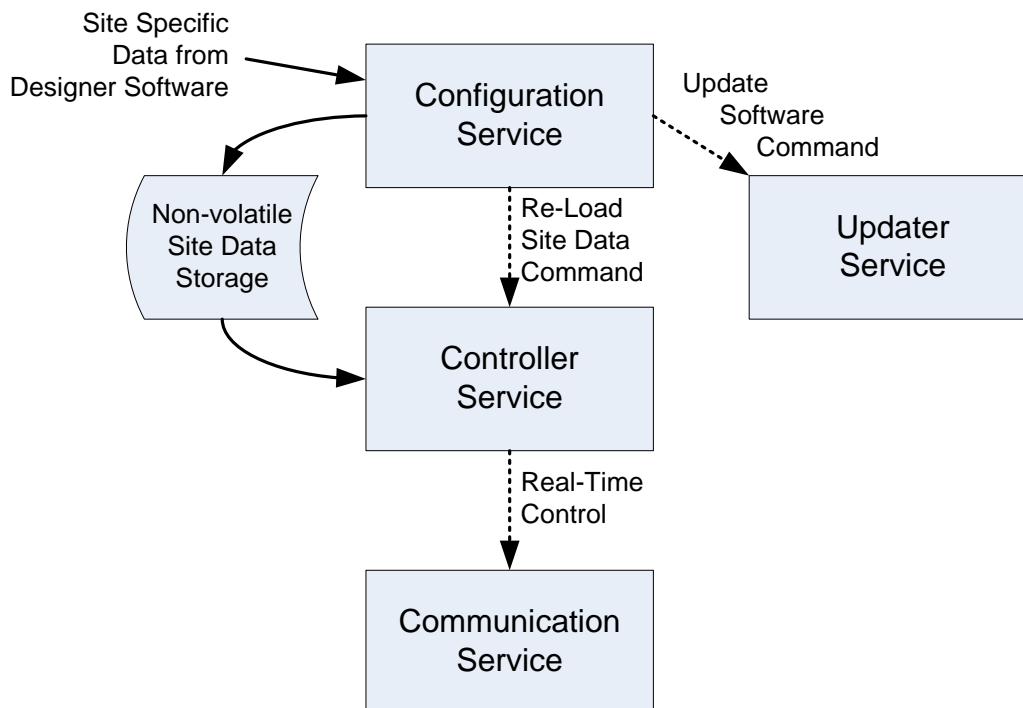 Site Specific
Data from
Designer Software
Configuration
Service
Update
Software
Command
Non-volatile
Site Data
Storage
Re-Load
Site Data
Command
Updater
Service
Controller
Service
Real-Time
Control
Communication
Service